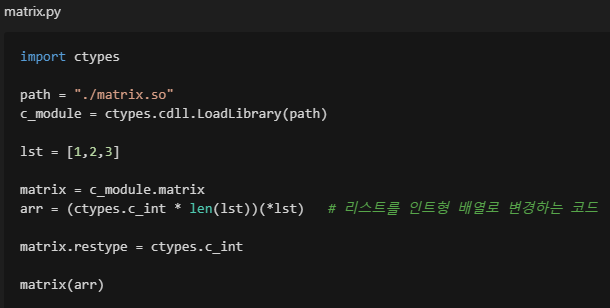 matrix.py
import ctypes
path = "./matrix.so"
c_module = ctypes.cdll.LoadLibrary(path)
lst = [1,2,3]
matrix = c_module.matrix
arr = (ctypes.c_int * len(lst))(*lst)   # 리스트를 인트형 배열로 변경하는 코드
matrix.restype = ctypes.c_int
matrix(arr)